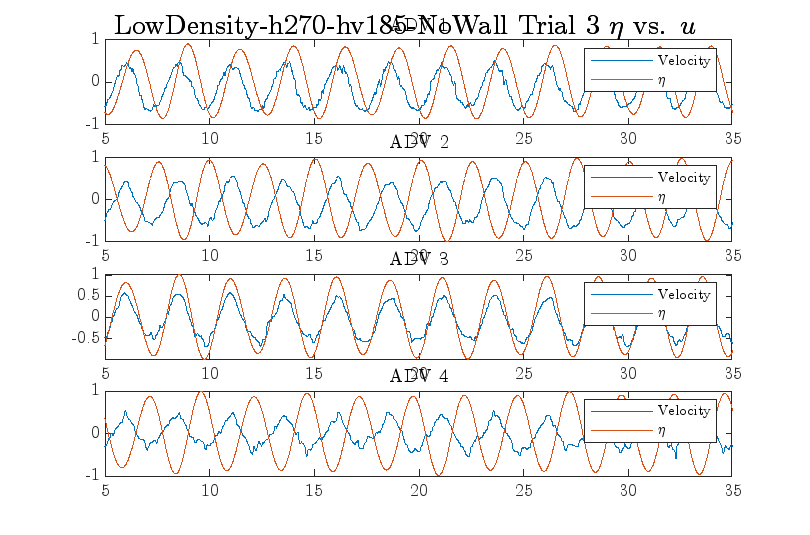 LowDensity-h270-hv185-NoWall Trial 3 η vs. u
ADV 1
1
0
-1
Velocity
η
5 10 15 20 25 30 35
ADV 2
1
0
-1
Velocity
η
5 10 15 20 25 30 35
ADV 3
1
0.5
0
-0.5
Velocity
η
5 10 15 20 25 30 35
ADV 4
1
0
-1
Velocity
η
5 10 15 20 25 30 35